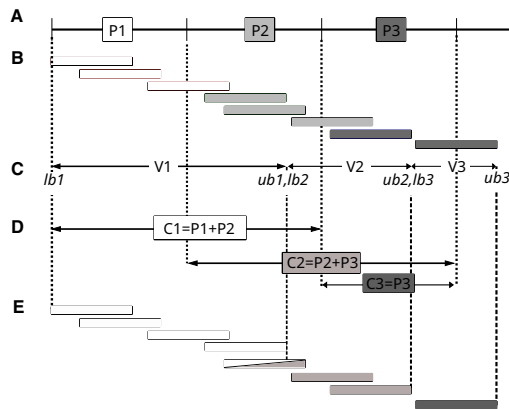 A P1 P2 P3
B
C V1 V2 V3
lb1 ub1,lb2 ub2,lb3 ub3
D C1=P1+P2
C2=P2+P3
C3=P3
E